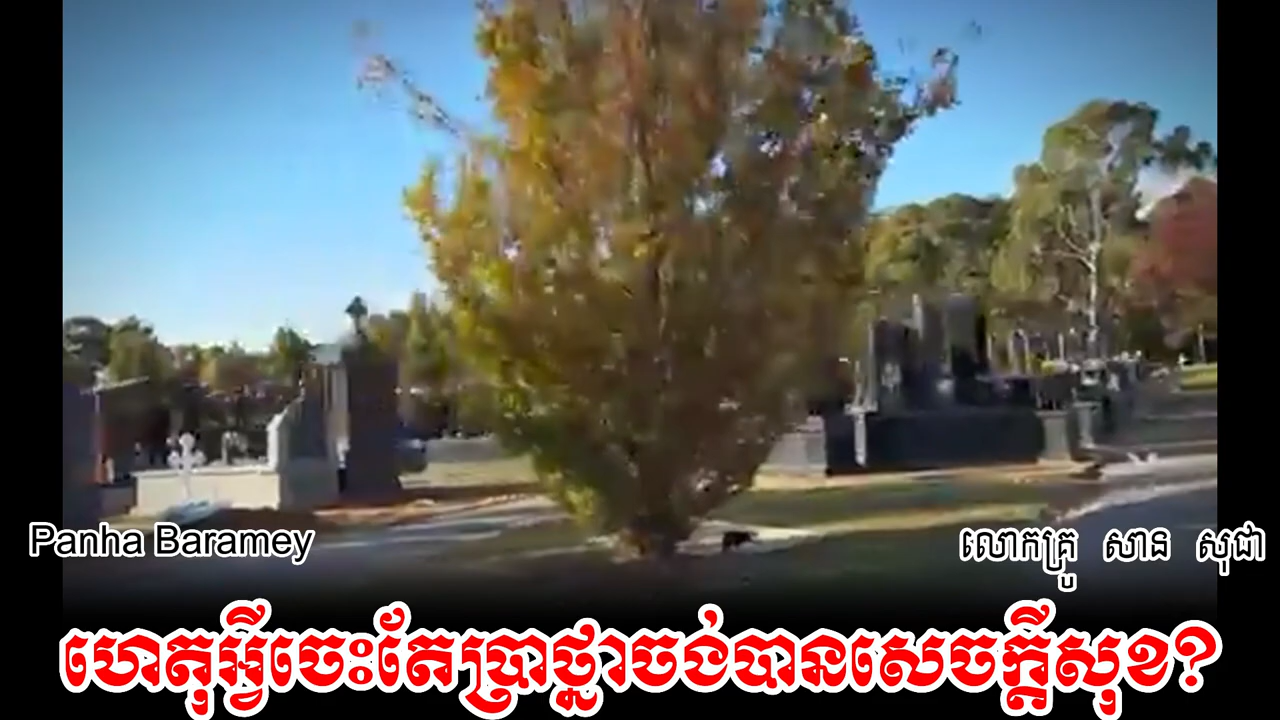 Panha Baramey
លោកគ្រូ សាន សុជា
ហេតុអ្វីចេះតែប្រាថ្នាចង់បានសេចក្តីសុខ?